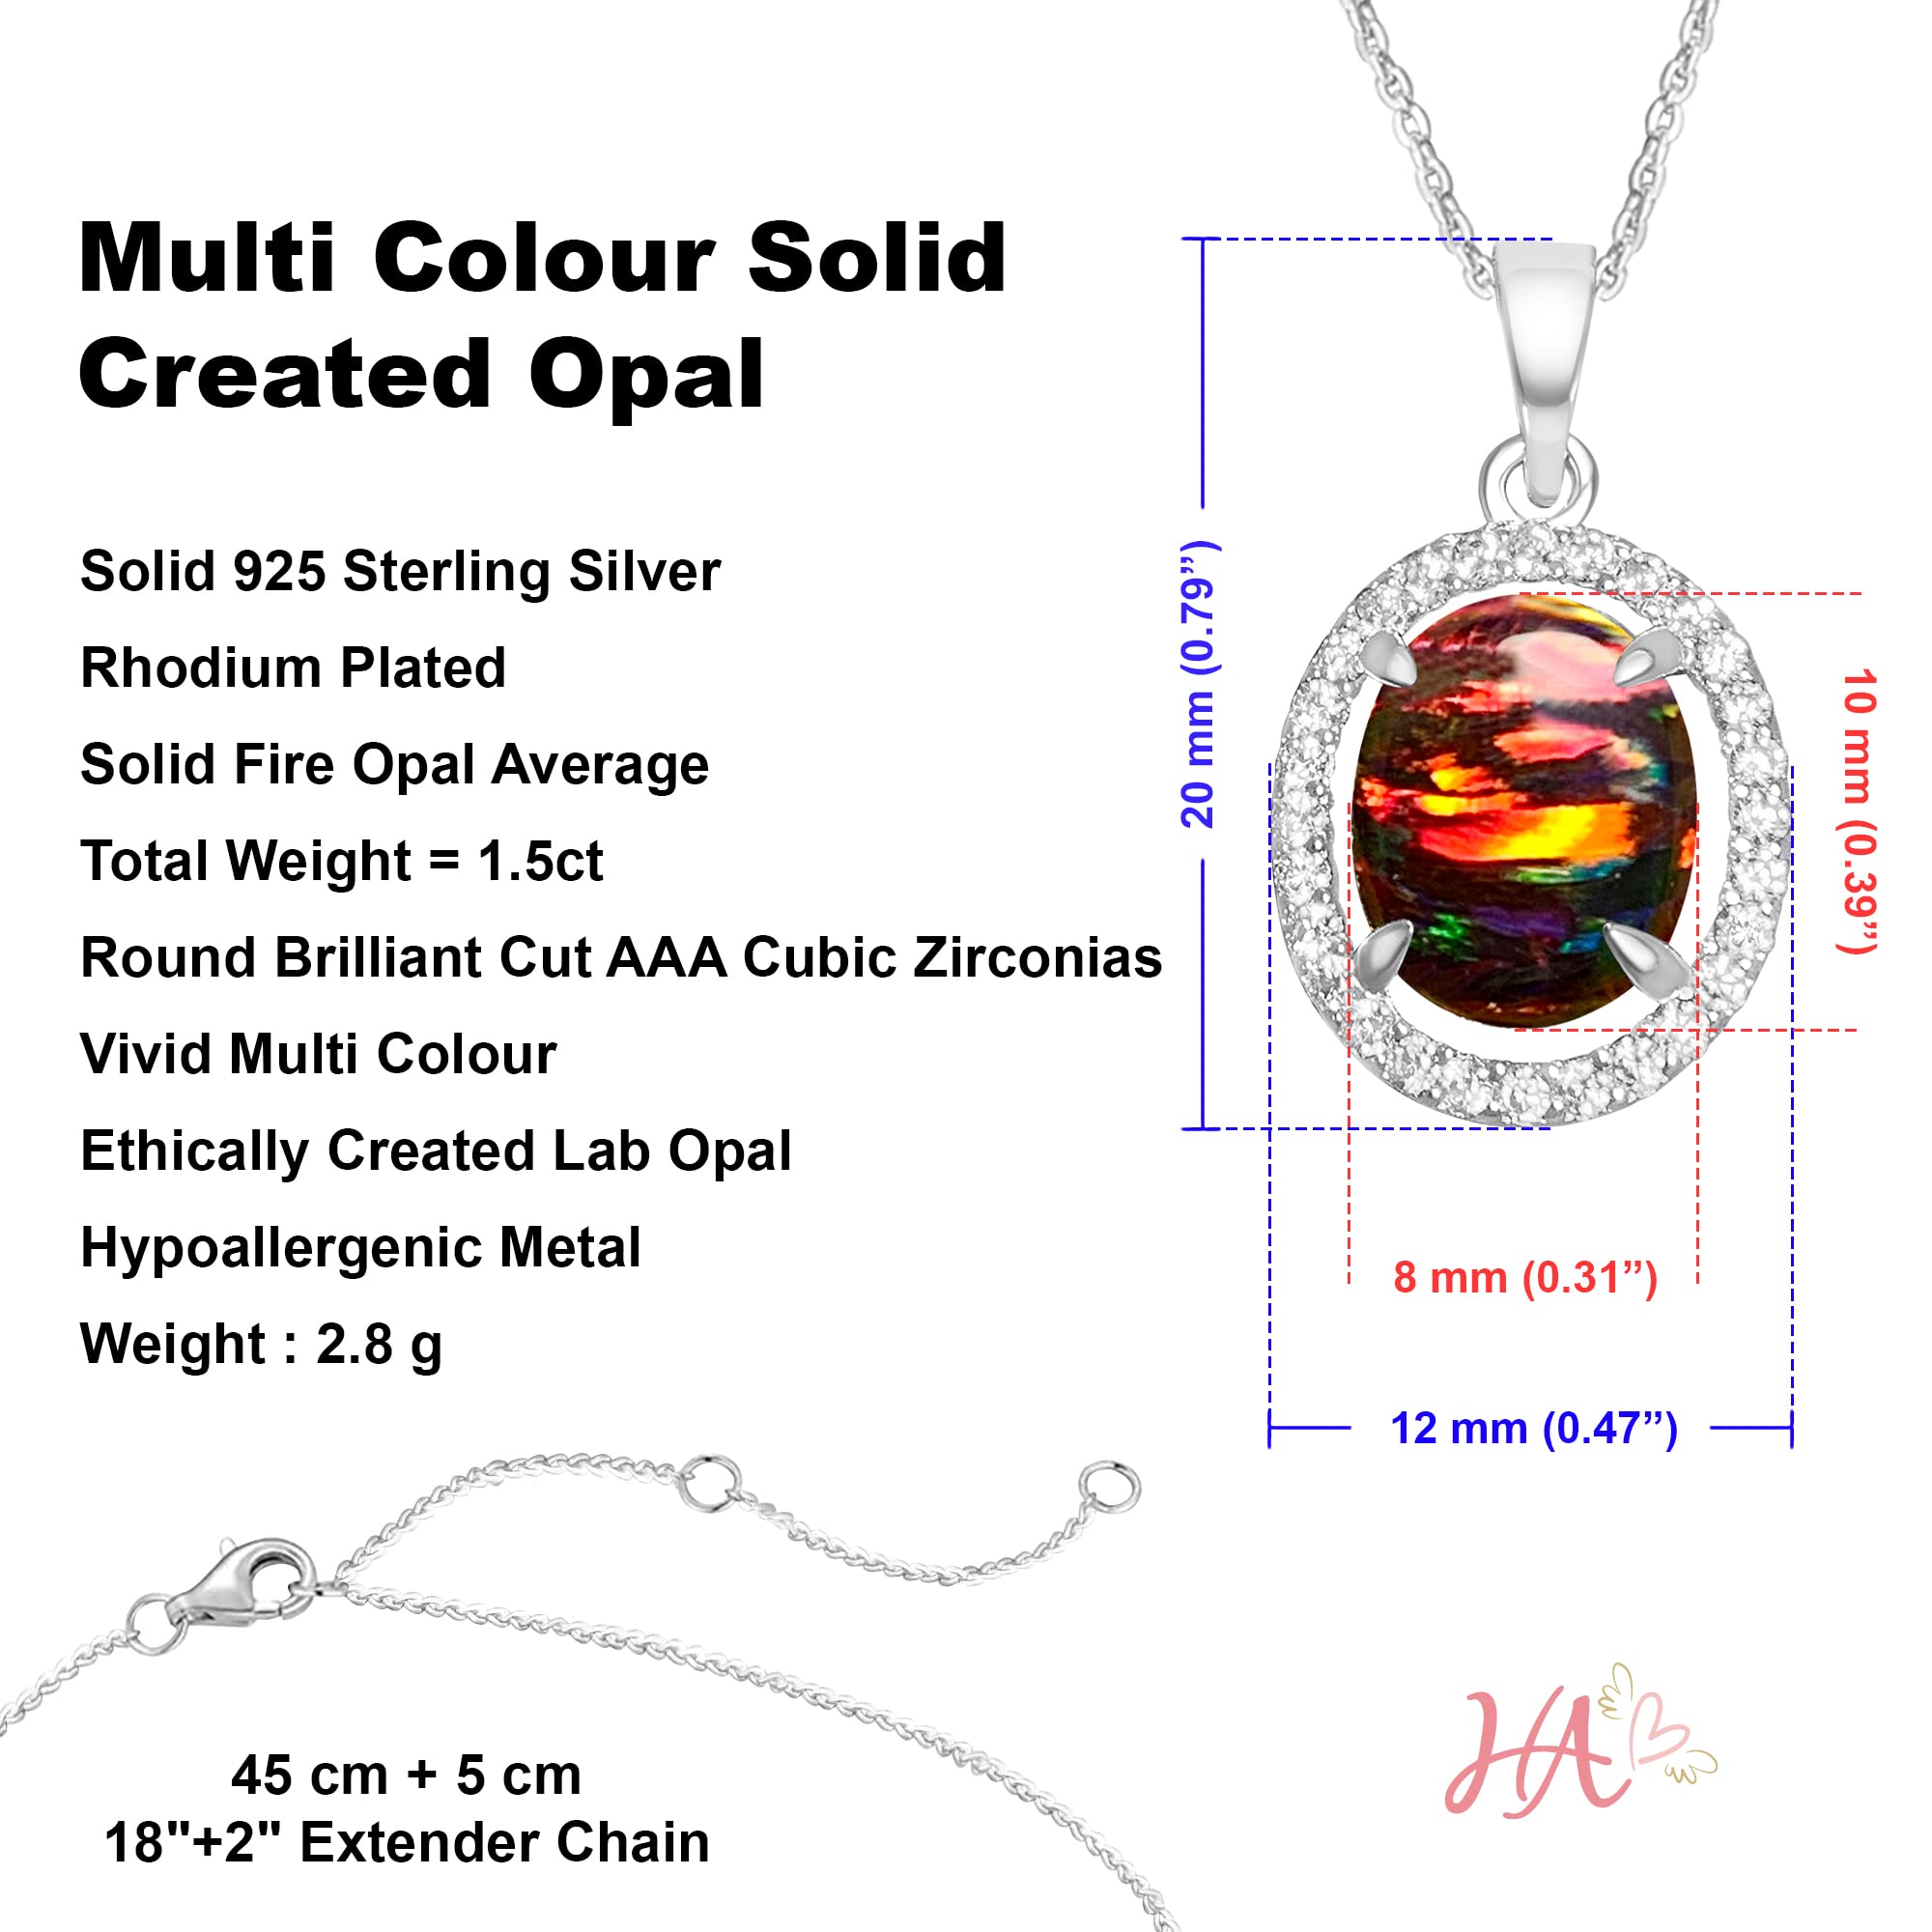 Multi Colour Solid
Created Opal
Solid 925 Sterling Silver
Rhodium Plated
Solid Fire Opal Average
Total Weight = 1.5ct
Round Brilliant Cut AAA Cubic Zirconias
Vivid Multi Colour
Ethically Created Lab Opal
Hypoallergenic Metal
Weight : 2.8 g
20 mm (0.79”)
10 mm (0.39”)
8 mm (0.31”)
12 mm (0.47”)
45 cm + 5 cm
18"+2" Extender Chain
HA